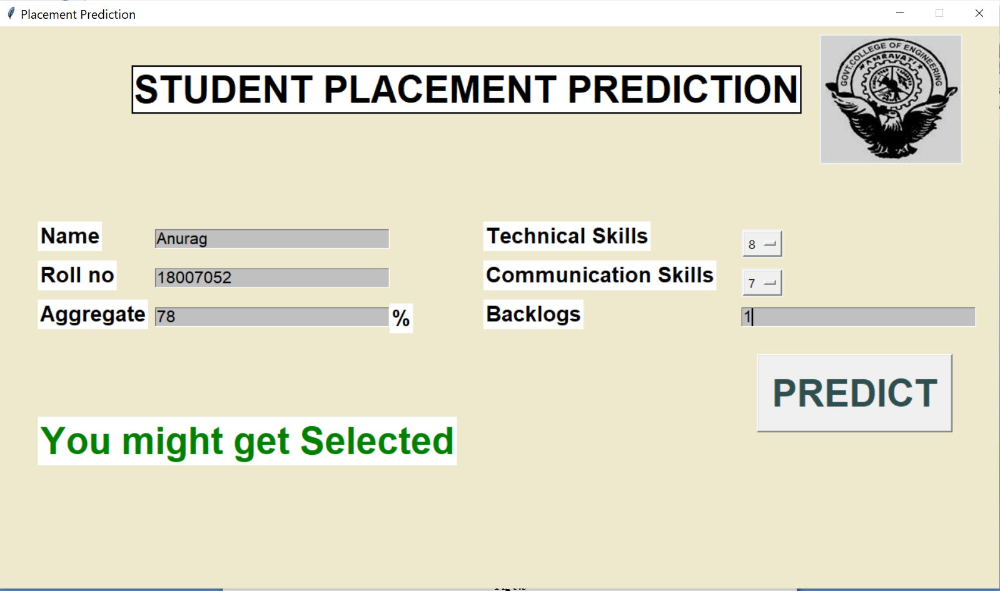 Placement Prediction
STUDENT PLACEMENT PREDICTION
GOVT.COLLEGE OF ENGINEERING
AMRAVATI
Name
Anurag
Technical Skills
8
Roll no
18007052
Communication Skills
7
Aggregate
78
%
Backlogs
1
PREDICT
You might get Selected